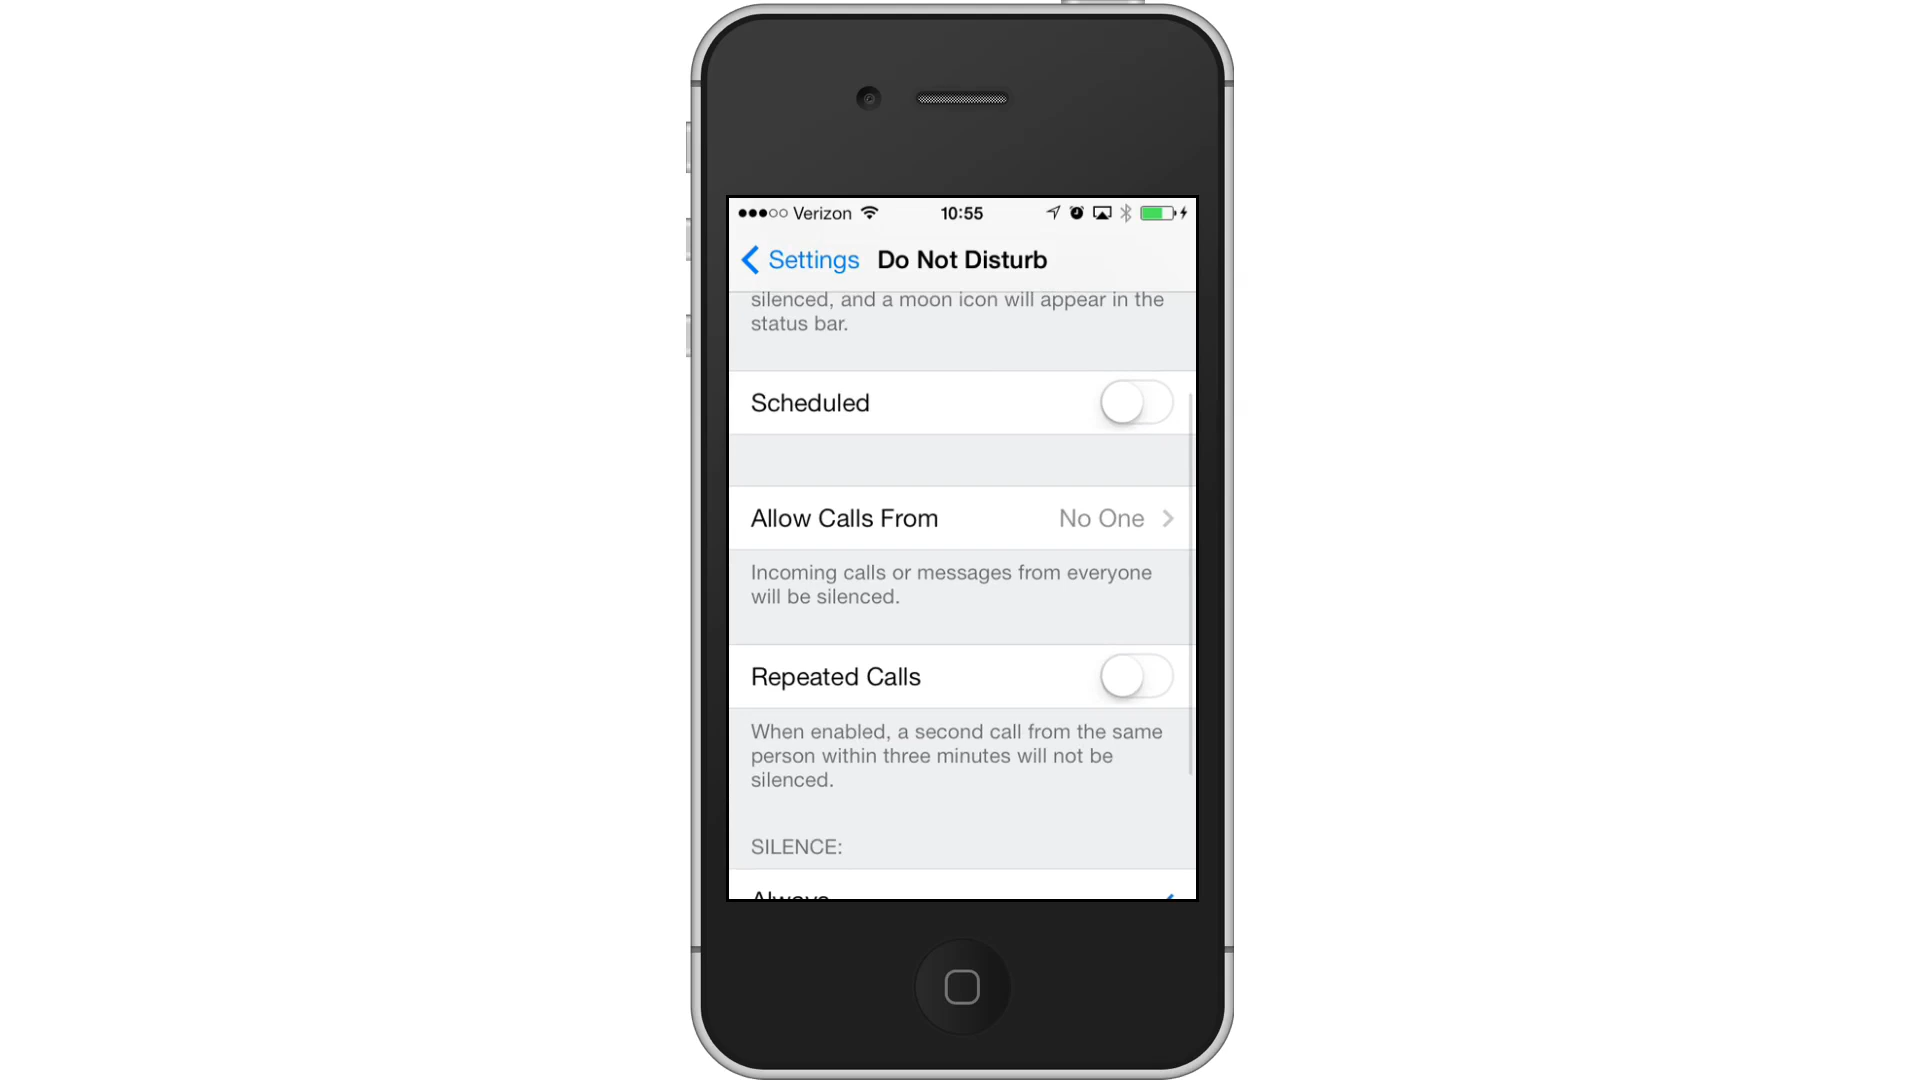 Verizon 10:55
Settings Do Not Disturb
silenced, and a moon icon will appear in the
status bar.
Scheduled
Allow Calls From No One
Incoming calls or messages from everyone
will be silenced.
Repeated Calls
When enabled, a second call from the same
person within three minutes will not be
silenced.
SILENCE:
Always